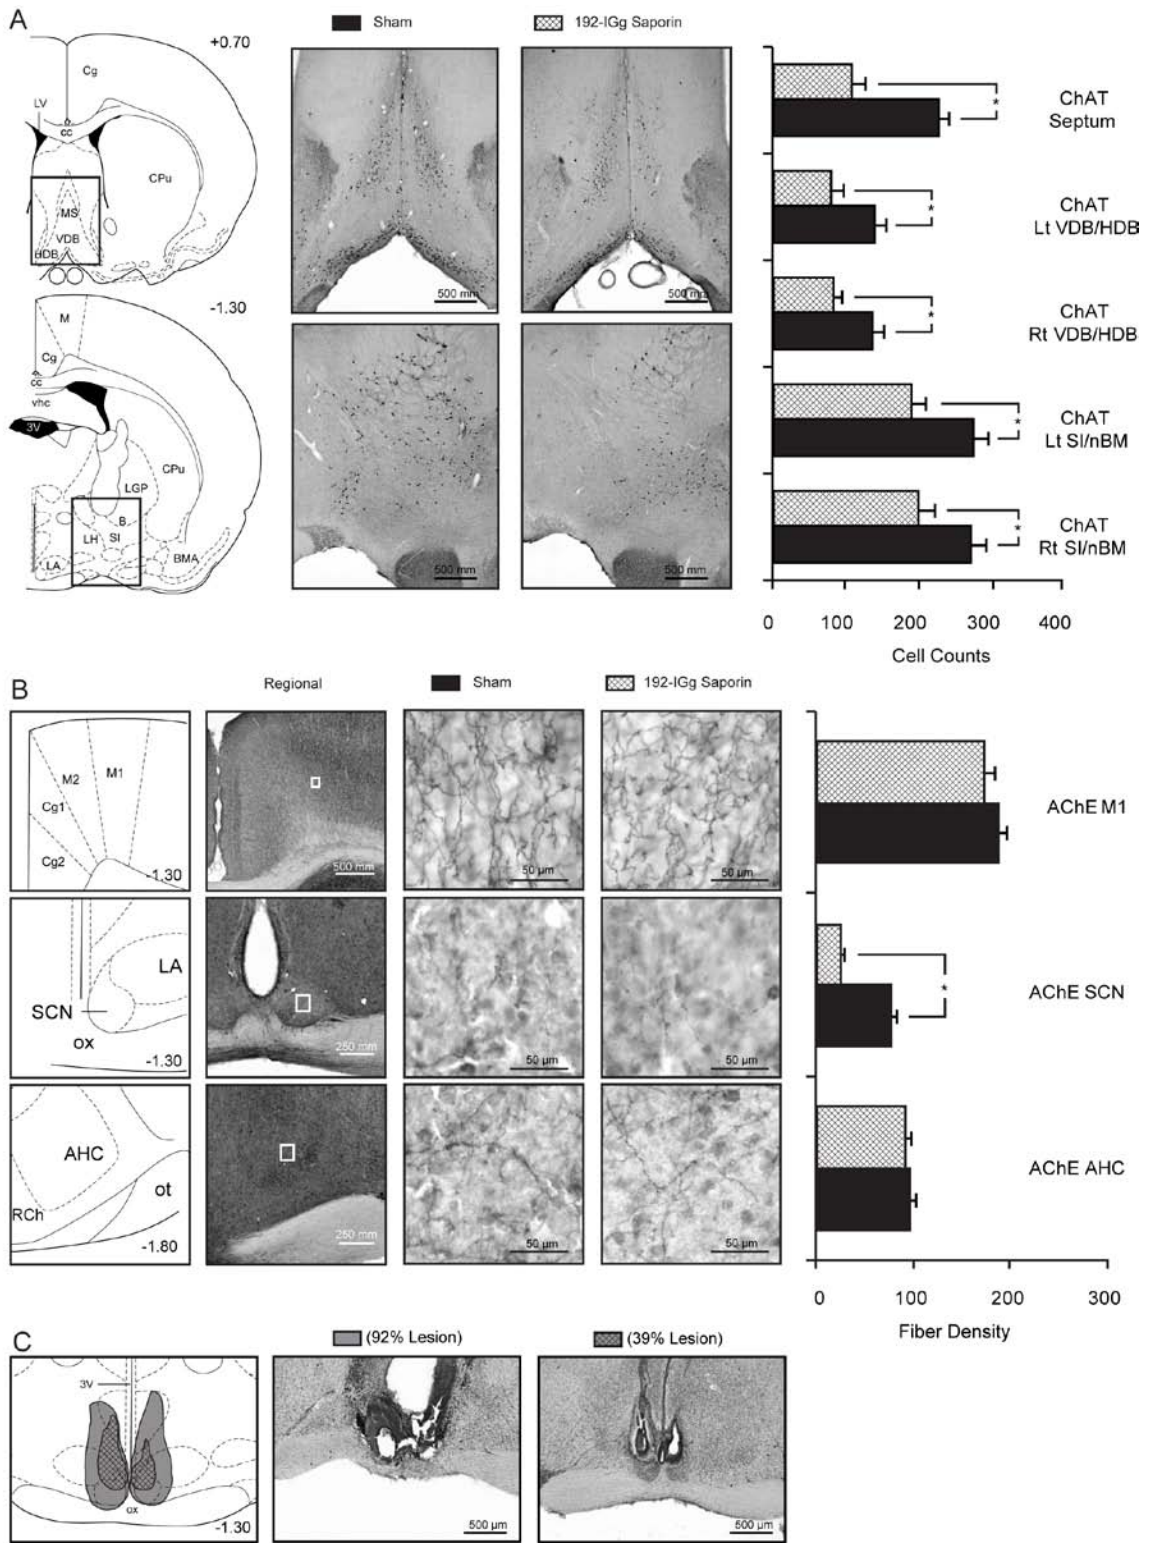 A
Sham
192-IGg Saporin
+0.70
Cg
LV
cc
CPu
MS
VDB
HDB
500 mm
500 mm
ChAT
Septum
ChAT
Lt VDB/HDB
ChAT
Rt VDB/HDB
ChAT
Lt SI/nBM
ChAT
Rt SI/nBM
*
*
*
*
*
-1.30
M
Cg
cc
vhc
3V
CPu
LGP
B
LH
SI
LA
BMA
500 mm
500 mm
0 100 200 300 400
Cell Counts
B
Regional
Sham
192-IGg Saporin
M2
M1
Cg1
Cg2
-1.30
500 mm
50 µm
50 µm
AChE M1
LA
SCN
ox
-1.30
250 mm
50 µm
50 µm
*
AChE SCN
AHC
ot
RCh
-1.80
250 mm
50 µm
50 µm
AChE AHC
0 100 200 300
Fiber Density
C
(92% Lesion)
(39% Lesion)
3V
ox
-1.30
500 µm
500 µm